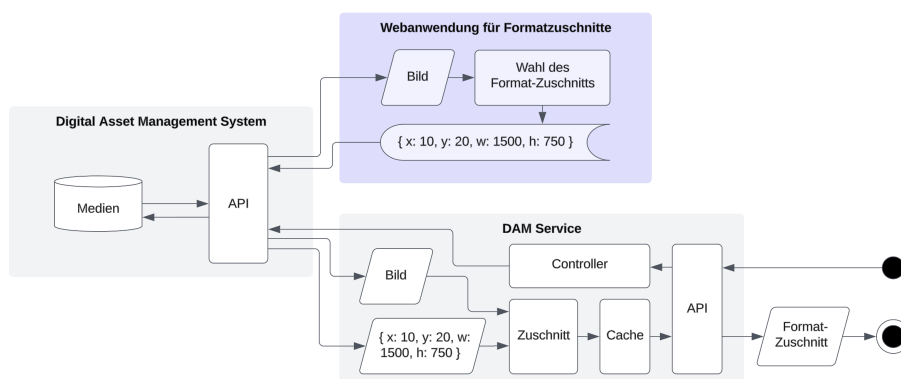 Webanwendung für Formatzuschnitte
Bild
Wahl des
Format-Zuschnitts
{ x: 10, y: 20, w: 1500, h: 750 }
Digital Asset Management System
Medien
API
DAM Service
Controller
Bild
API
{ x: 10, y: 20, w:
1500, h: 750 }
Zuschnitt
Cache
Format-
Zuschnitt